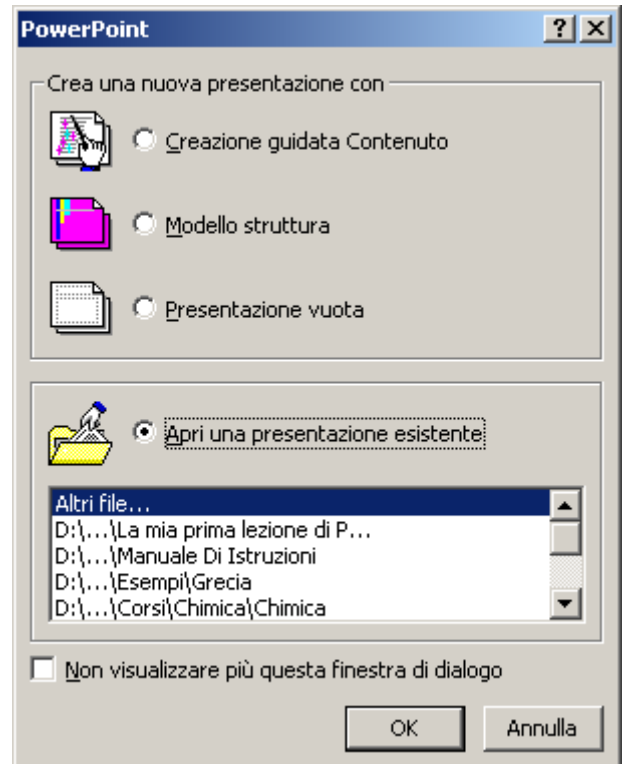 PowerPoint
Crea una nuova presentazione con
Creazione guidata Contenuto
Modello struttura
Presentazione vuota
Apri una presentazione esistente
Altri file...
D:\...\La mia prima lezione di P...
D:\...\Manuale Di Istruzioni
D:\...\Esempi\Grecia
D:\...\Corsi\Chimica\Chimica
Non visualizzare più questa finestra di dialogo
OK Annulla